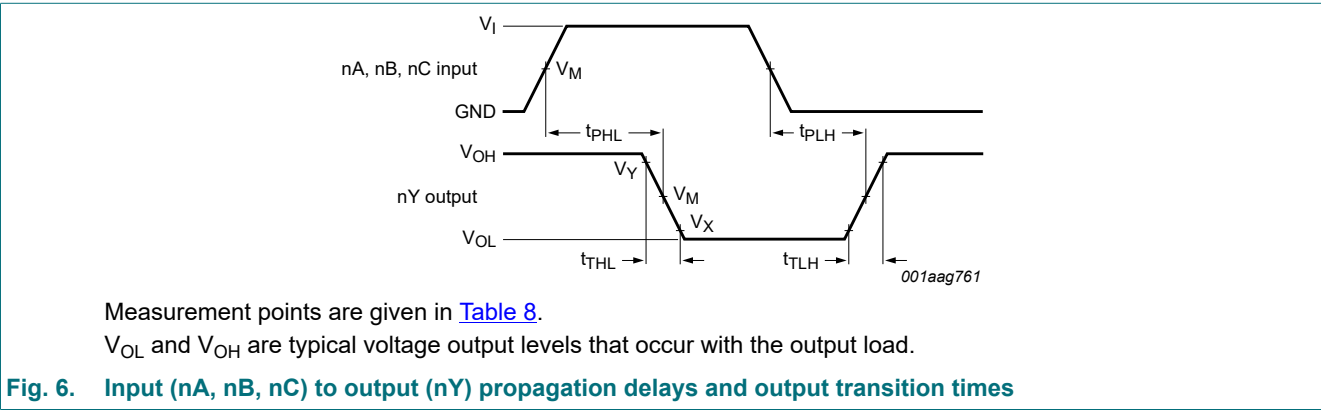 VI
nA, nB, nC input
VM
GND
tPHL
tPLH
VOH
VY
nY output
VM
VX
VOL
tTHL
tTLH
001aag761
Measurement points are given in Table 8.
VOL and VOH are typical voltage output levels that occur with the output load.
Fig. 6. Input (nA, nB, nC) to output (nY) propagation delays and output transition times